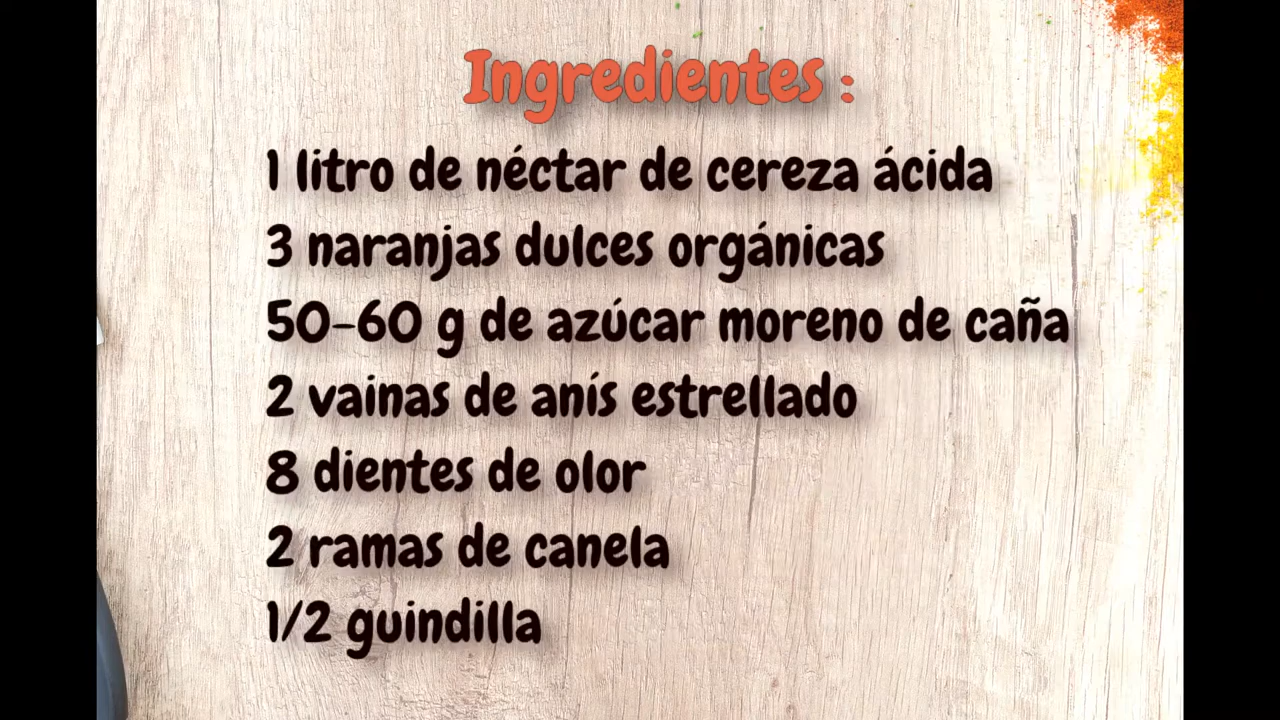 Ingredientes :
1 litro de néctar de cereza ácida
3 naranjas dulces orgánicas
50-60 g de azúcar moreno de caña
2 vainas de anís estrellado
8 dientes de olor
2 ramas de canela
1/2 guindilla